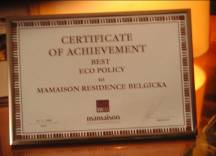 CERTIFICATE
OF ACHIEVEMENT
BEST
ECO POLICY
to
MAMAISON RESIDENCE BELGICKA
mamaison